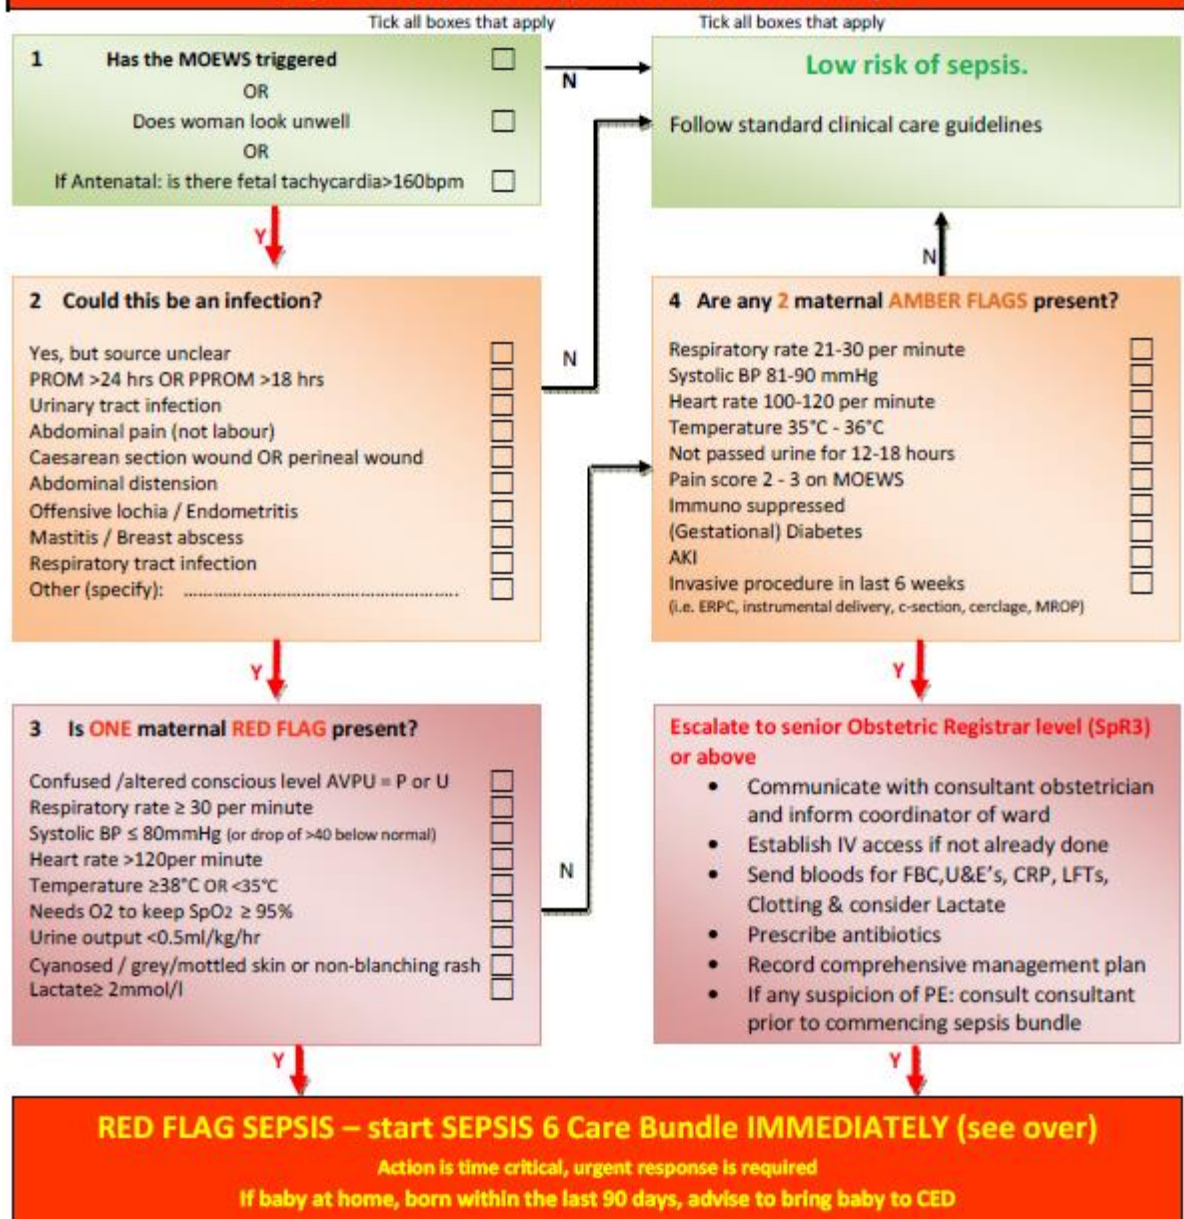 Tick all boxes that apply
Tick all boxes that apply
1 Has the MOEWS triggered
OR
Does woman look unwell
OR
If Antenatal: is there fetal tachycardia>160bpm
N
Low risk of sepsis.
Follow standard clinical care guidelines
Y
N
2 Could this be an infection?
Yes, but source unclear
PROM >24 hrs OR PPROM >18 hrs
Urinary tract infection
Abdominal pain (not labour)
Caesarean section wound OR perineal wound
Abdominal distension
Offensive lochia / Endometritis
Mastitis / Breast abscess
Respiratory tract infection
Other (specify): ......................................................
N
4 Are any 2 maternal AMBER FLAGS present?
Respiratory rate 21-30 per minute
Systolic BP 81-90 mmHg
Heart rate 100-120 per minute
Temperature 35°C - 36°C
Not passed urine for 12-18 hours
Pain score 2 - 3 on MOEWS
Immuno suppressed
(Gestational) Diabetes
AKI
Invasive procedure in last 6 weeks
(i.e. ERPC, instrumental delivery, c-section, cerclage, MROP)
Y
Y
3 Is ONE maternal RED FLAG present?
Confused /altered conscious level AVPU = P or U
Respiratory rate ≥ 30 per minute
Systolic BP ≤ 80mmHg (or drop of >40 below normal)
Heart rate >120per minute
Temperature ≥38°C OR <35°C
Needs O2 to keep SpO2 ≥ 95%
Urine output <0.5ml/kg/hr
Cyanosed / grey/mottled skin or non-blanching rash
Lactate≥ 2mmol/l
N
Escalate to senior Obstetric Registrar level (SpR3)
or above
• Communicate with consultant obstetrician
and inform coordinator of ward
• Establish IV access if not already done
• Send bloods for FBC,U&E's, CRP, LFTs,
Clotting & consider Lactate
• Prescribe antibiotics
• Record comprehensive management plan
• If any suspicion of PE: consult consultant
prior to commencing sepsis bundle
Y
Y
RED FLAG SEPSIS – start SEPSIS 6 Care Bundle IMMEDIATELY (see over)
Action is time critical, urgent response is required
If baby at home, born within the last 90 days, advise to bring baby to CED